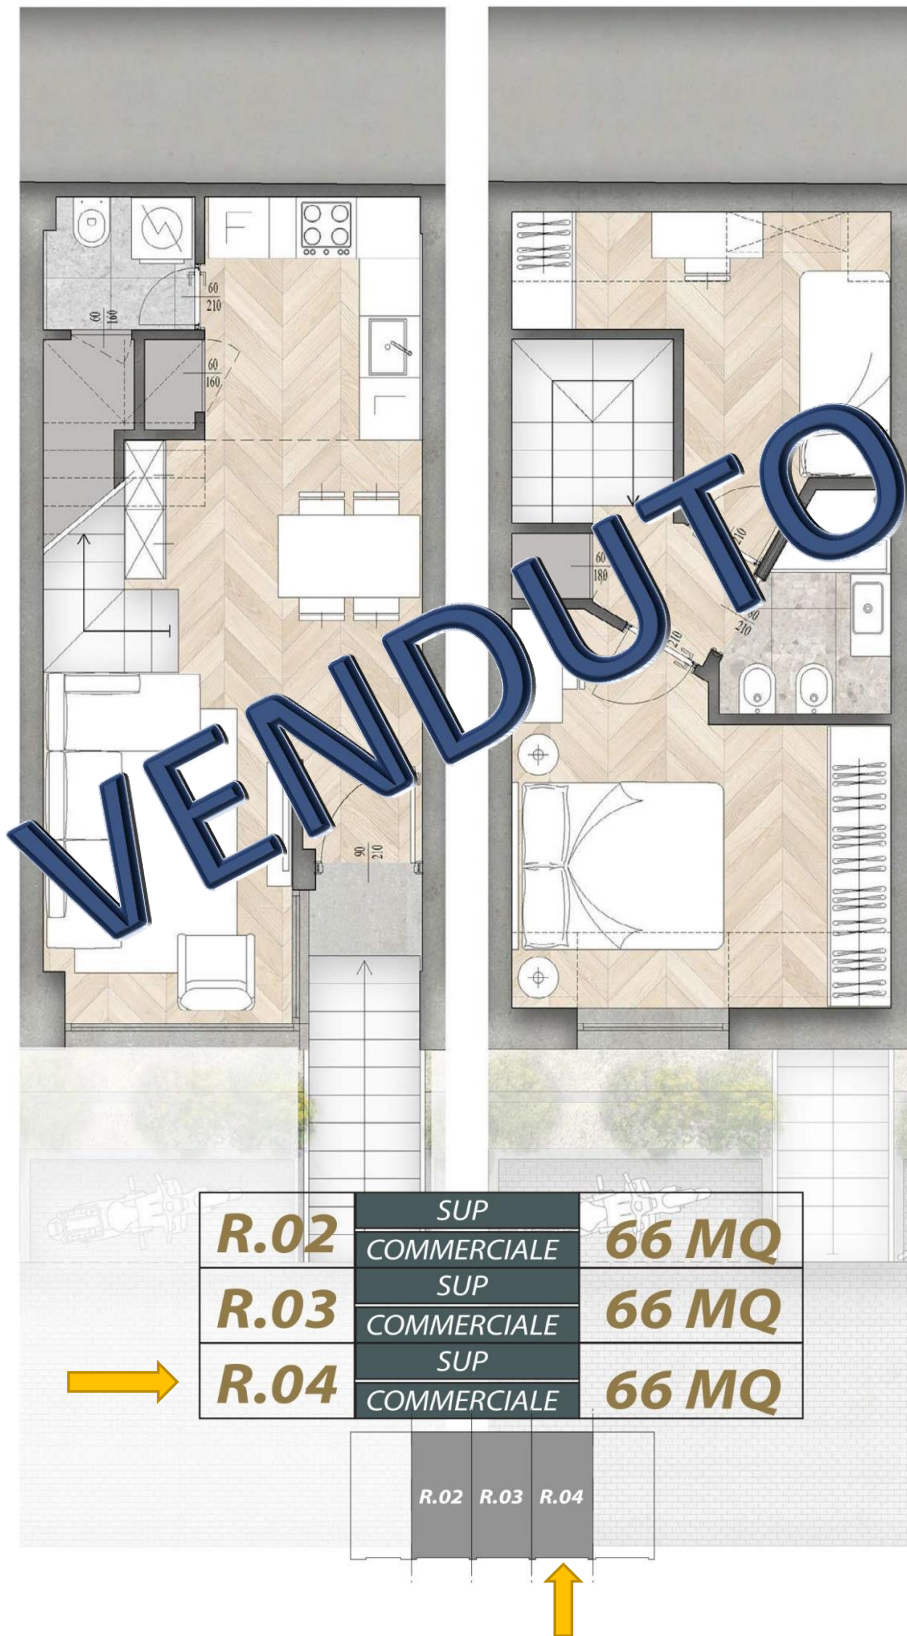 F
60
210
60
160
60
160
60
180
210
80
210
210
90
210
VENDUTO
R.02 SUP COMMERCIALE 66 MQ
R.03 SUP COMMERCIALE 66 MQ
R.04 SUP COMMERCIALE 66 MQ
R.02 R.03 R.04